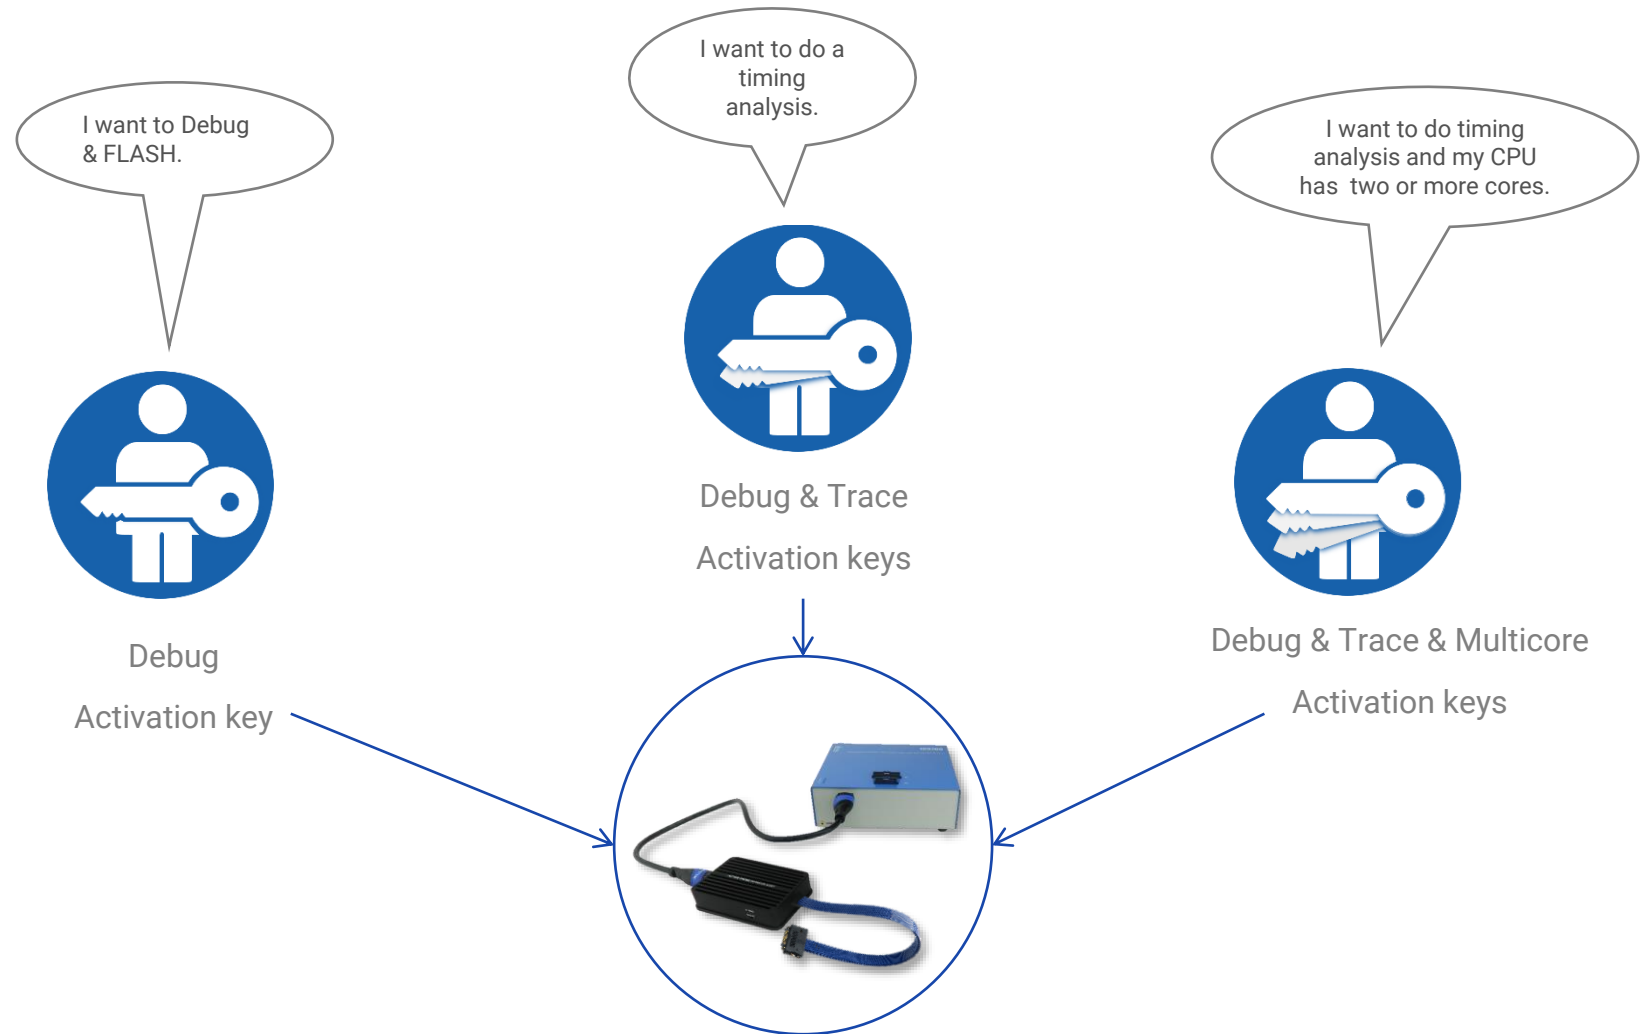 I want to do a
timing
analysis.
I want to Debug
& FLASH.
I want to do timing
analysis and my CPU
has two or more cores.
Debug & Trace
Activation keys
Debug
Activation key
Debug & Trace & Multicore
Activation keys